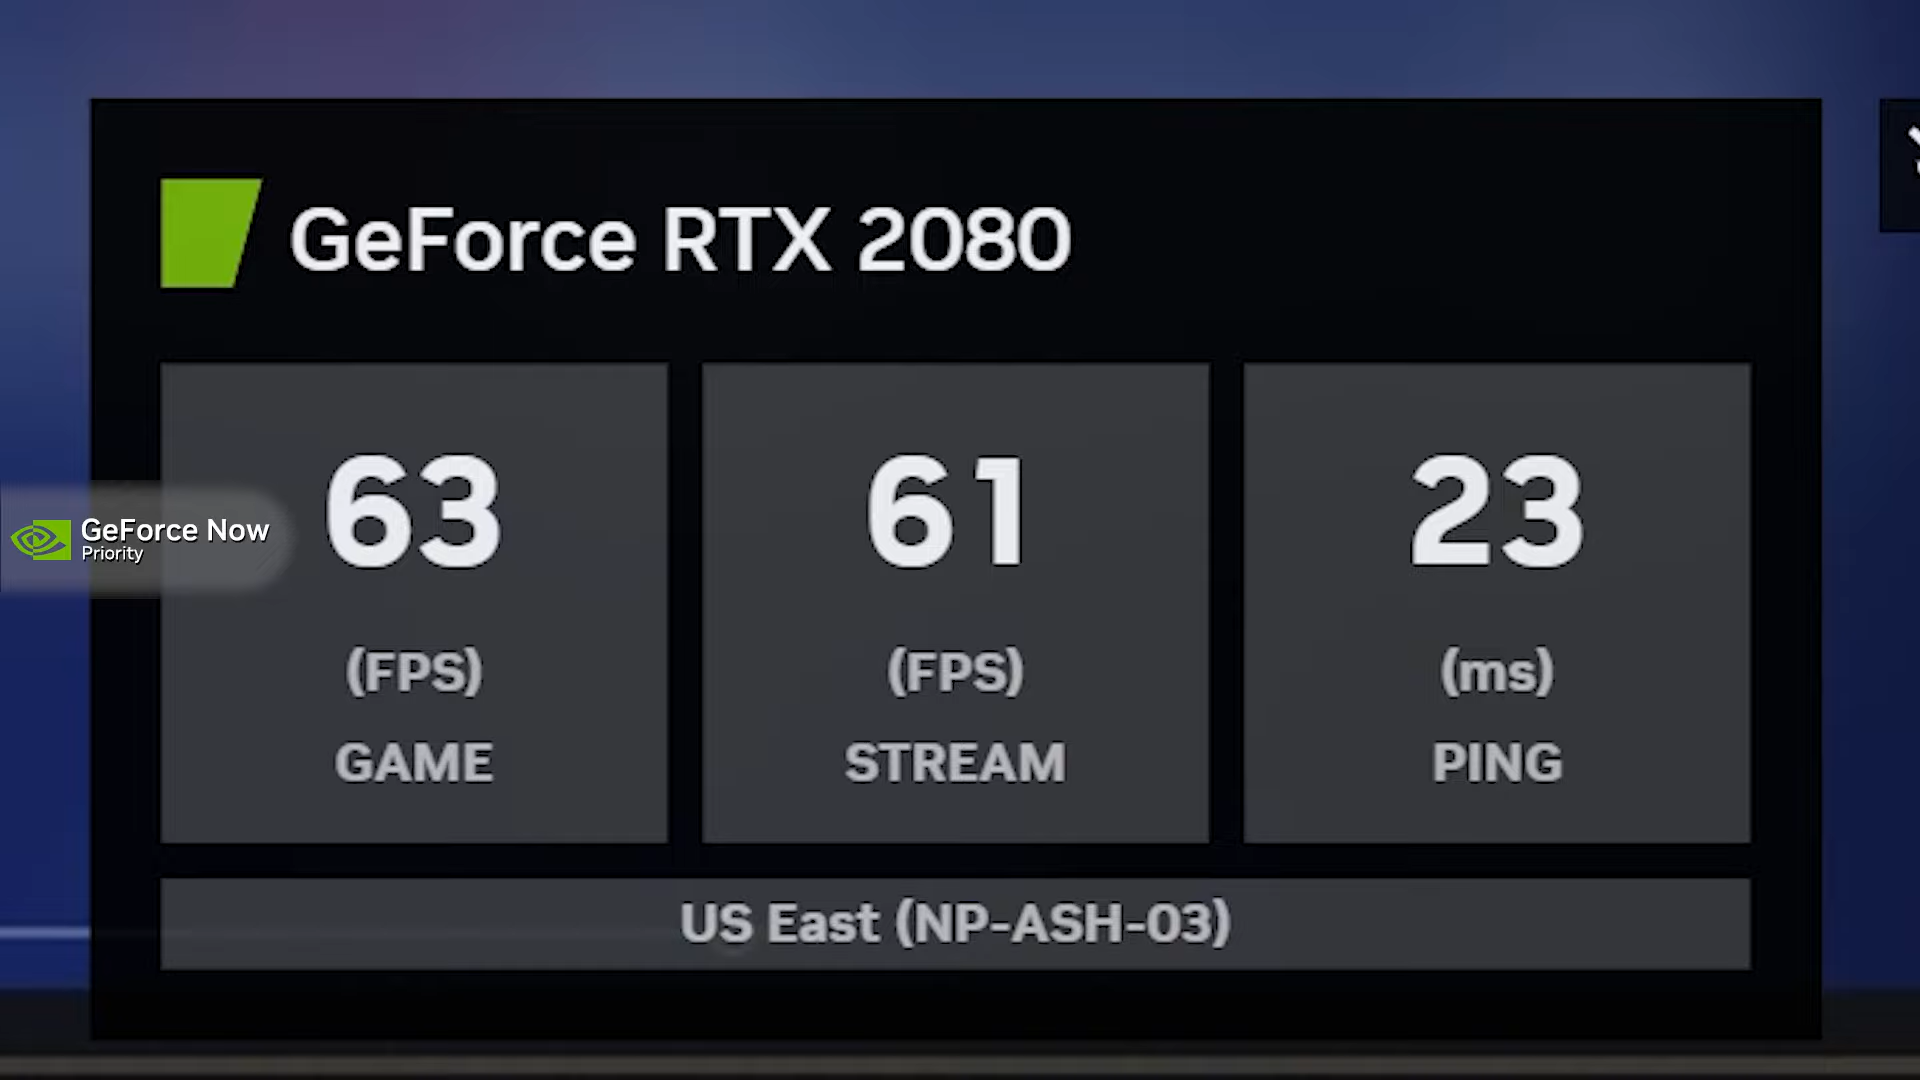 GeForce RTX 2080
63
(FPS)
GAME
61
(FPS)
STREAM
23
(ms)
PING
GeForce Now
Priority
US East (NP-ASH-03)